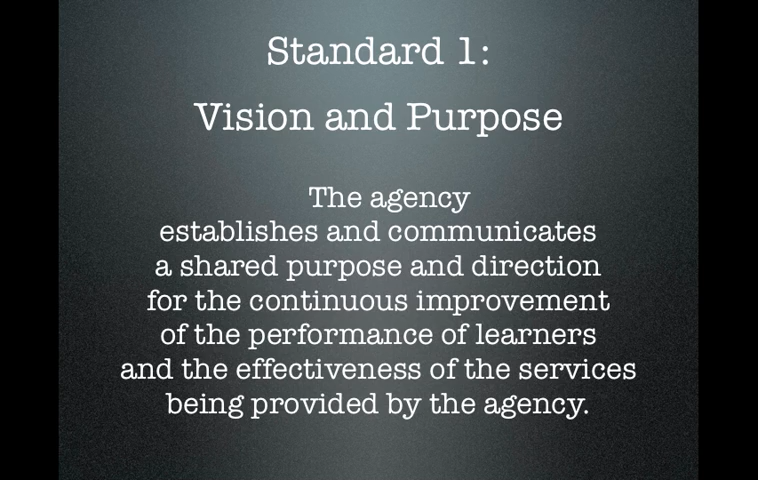 Standard 1:
Vision and Purpose
The agency
establishes and communicates
a shared purpose and direction
for the continuous improvement
of the performance of learners
and the effectiveness of the services
being provided by the agency.